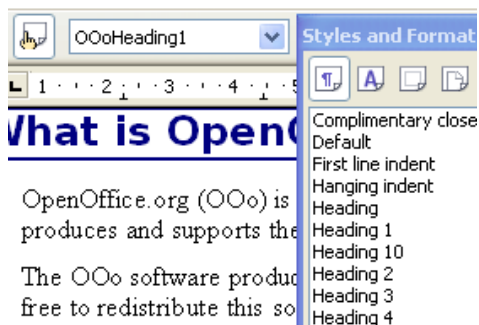 OOoHeading1
Styles and Format
1 2 3 4
What is Open
OpenOffice.org (OOo) is
produces and supports the
The OOo software produc
free to redistribute this so
Complimentary close
Default
First line indent
Hanging indent
Heading
Heading 1
Heading 10
Heading 2
Heading 3
Heading 4